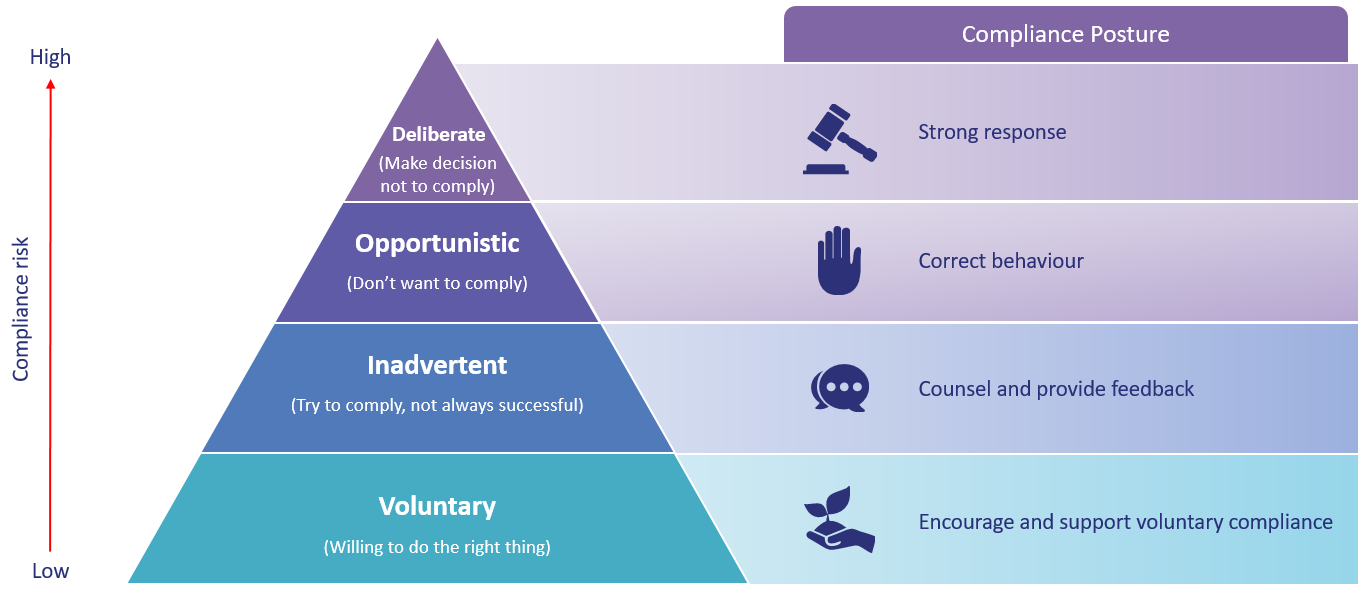 Compliance Posture
High
Deliberate
(Make decision
not to comply)
Strong response
Opportunistic
(Don't want to comply)
Correct behaviour
Compliance risk
Inadvertent
(Try to comply, not always successful)
Counsel and provide feedback
Voluntary
(Willing to do the right thing)
Encourage and support voluntary compliance
Low